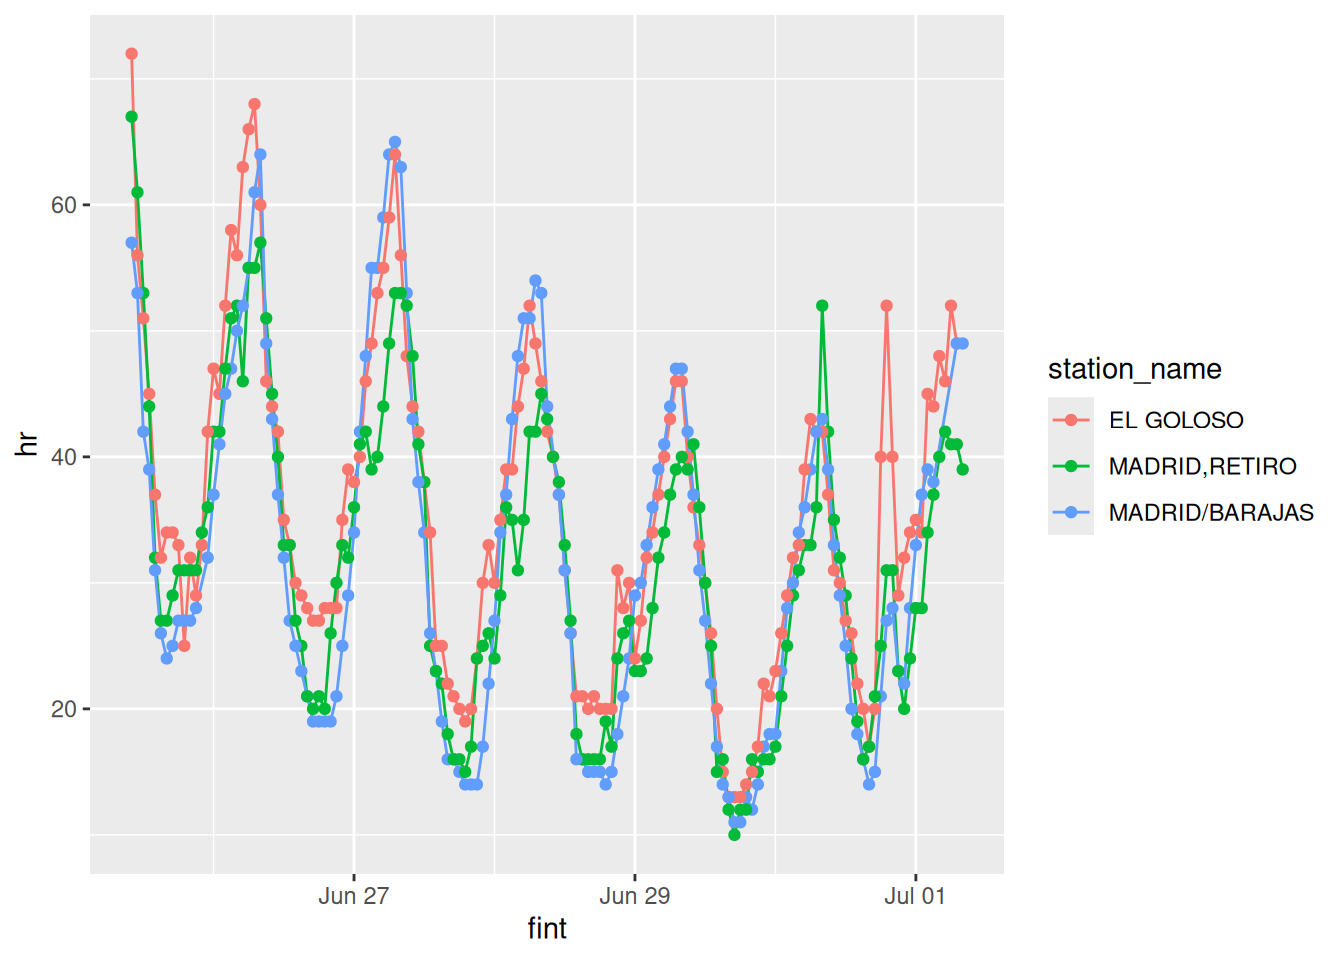 hr
60
40
20
Jun 27
Jun 29
Jul 01
fint
station_name
EL GOLOSO
MADRID,RETIRO
MADRID/BARAJAS